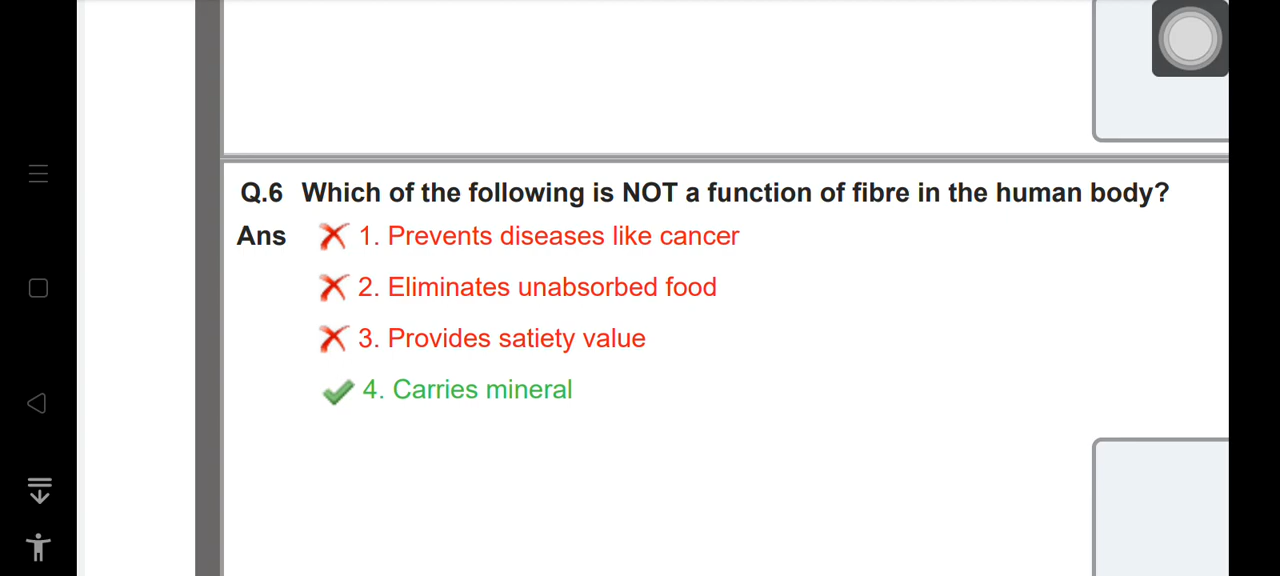 Q.6 Which of the following is NOT a function of fibre in the human body?
Ans 1. Prevents diseases like cancer
2. Eliminates unabsorbed food
3. Provides satiety value
4. Carries mineral